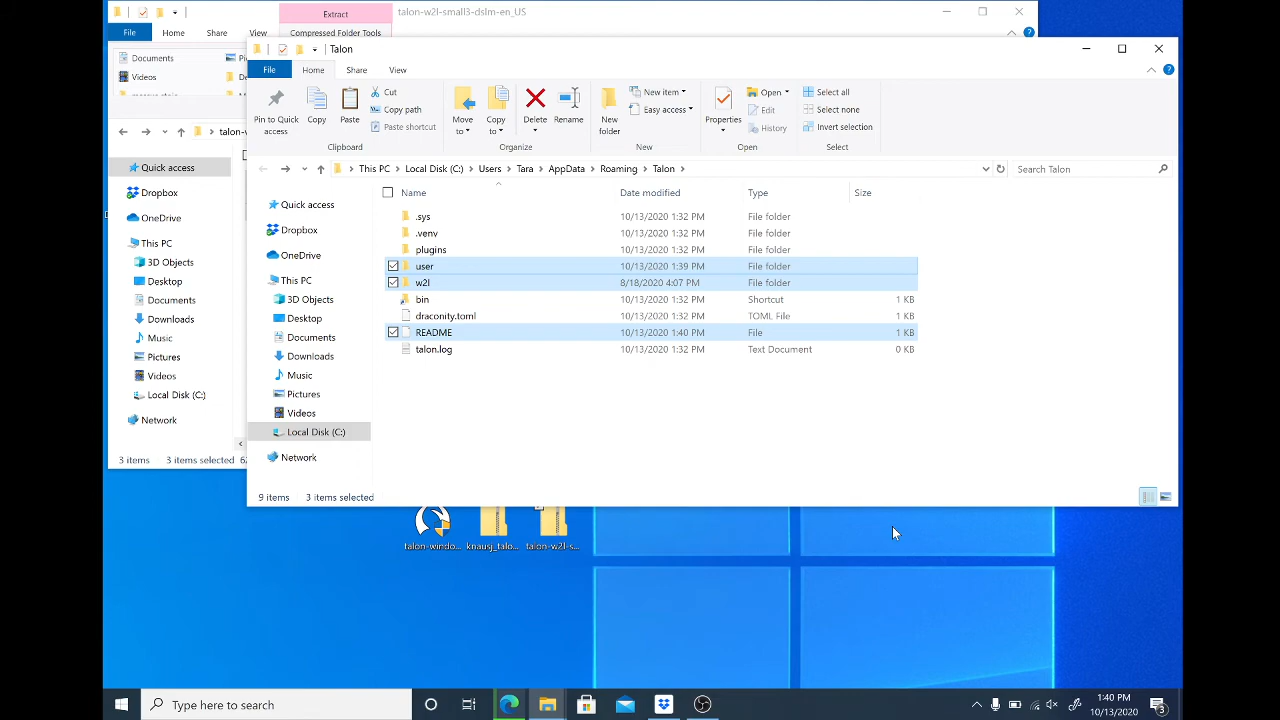 Extract
talon-w2l-small3-dslm-en_US
File Home Share View Compressed Folder Tools
Documents
Videos
talon-w
Quick access
Dropbox
OneDrive
This PC
3D Objects
Desktop
Documents
Downloads
Music
Pictures
Videos
Local Disk (C:)
Network
3 items 3 items selected
Talon
File Home Share View
Pin to Quick access
Copy
Paste
Cut
Copy path
Paste shortcut
Clipboard
Move to
Copy to
Delete
Rename
Organize
New folder
New item
Easy access
New
Properties
Open
Edit
History
Open
Select all
Select none
Invert selection
Select
This PC > Local Disk (C:) > Users > Tara > AppData > Roaming > Talon >
Search Talon
Quick access
Dropbox
OneDrive
This PC
3D Objects
Desktop
Documents
Downloads
Music
Pictures
Videos
Local Disk (C:)
Network
Name Date modified Type Size
.sys 10/13/2020 1:32 PM File folder
.venv 10/13/2020 1:32 PM File folder
plugins 10/13/2020 1:32 PM File folder
user 10/13/2020 1:39 PM File folder
w2l 8/18/2020 4:07 PM File folder
bin 10/13/2020 1:32 PM Shortcut 1 KB
draconity.toml 10/13/2020 1:32 PM TOML File 1 KB
README 10/13/2020 1:40 PM File 1 KB
talon.log 10/13/2020 1:32 PM Text Document 0 KB
9 items 3 items selected
talon-windo... knausj_talo... talon-w2l-s...
Type here to search
1:40 PM
10/13/2020
3